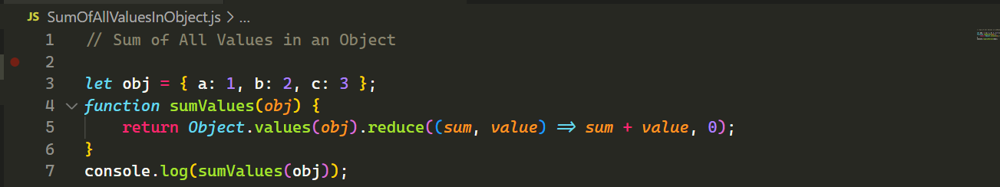 JS SumOfAllValuesInObject.js > ...
1 // Sum of All Values in an Object
2
3 let obj = { a: 1, b: 2, c: 3 };
4 function sumValues(obj) {
5 return Object.values(obj).reduce((sum, value) => sum + value, 0);
6 }
7 console.log(sumValues(obj));